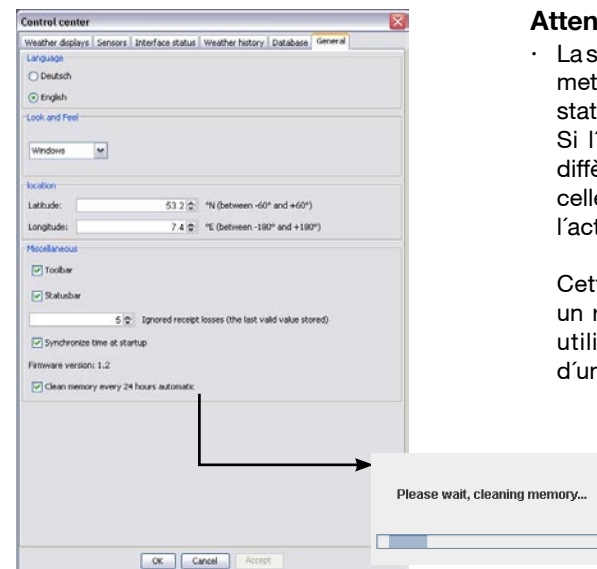 Control center
Weather displays Sensors Interface status Weather history Database General
Language
Deutsch
English
Look and Feel
Windows
location
Latitude: 53.2 °N (between -60° and +60°)
Longitude: 7.4 °E (between -180° and +180°)
Miscellaneous
Toolbar
Statusbar
5 Ignored receipt losses (the last valid value stored)
Synchronize time at startup
Firmware version: 1.2
Clean memory every 24 hours automatic
OK Cancel Accept
Please wait, cleaning memory...
Atten
· La s
met
stat
Si l´
diffè
celle
l´act
Cet
un r
utili
d´un